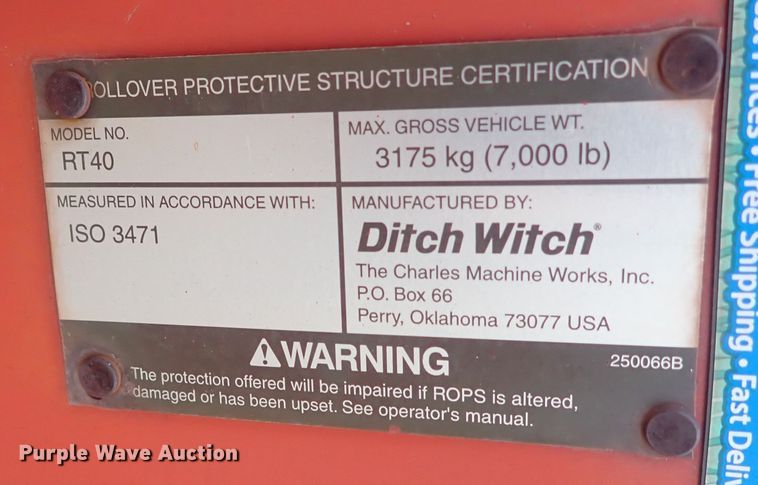 OLLOVER PROTECTIVE STRUCTURE CERTIFICATION
MODEL NO.
RT40
MAX. GROSS VEHICLE WT.
3175 kg (7,000 lb)
MEASURED IN ACCORDANCE WITH:
ISO 3471
MANUFACTURED BY:
Ditch Witch®
The Charles Machine Works, Inc.
P.O. Box 66
Perry, Oklahoma 73077 USA
⚠WARNING
250066B
The protection offered will be impaired if ROPS is altered,
damaged or has been upset. See operator's manual.
Prices • Free Shipping • Fast Deliv
Purple Wave Auction